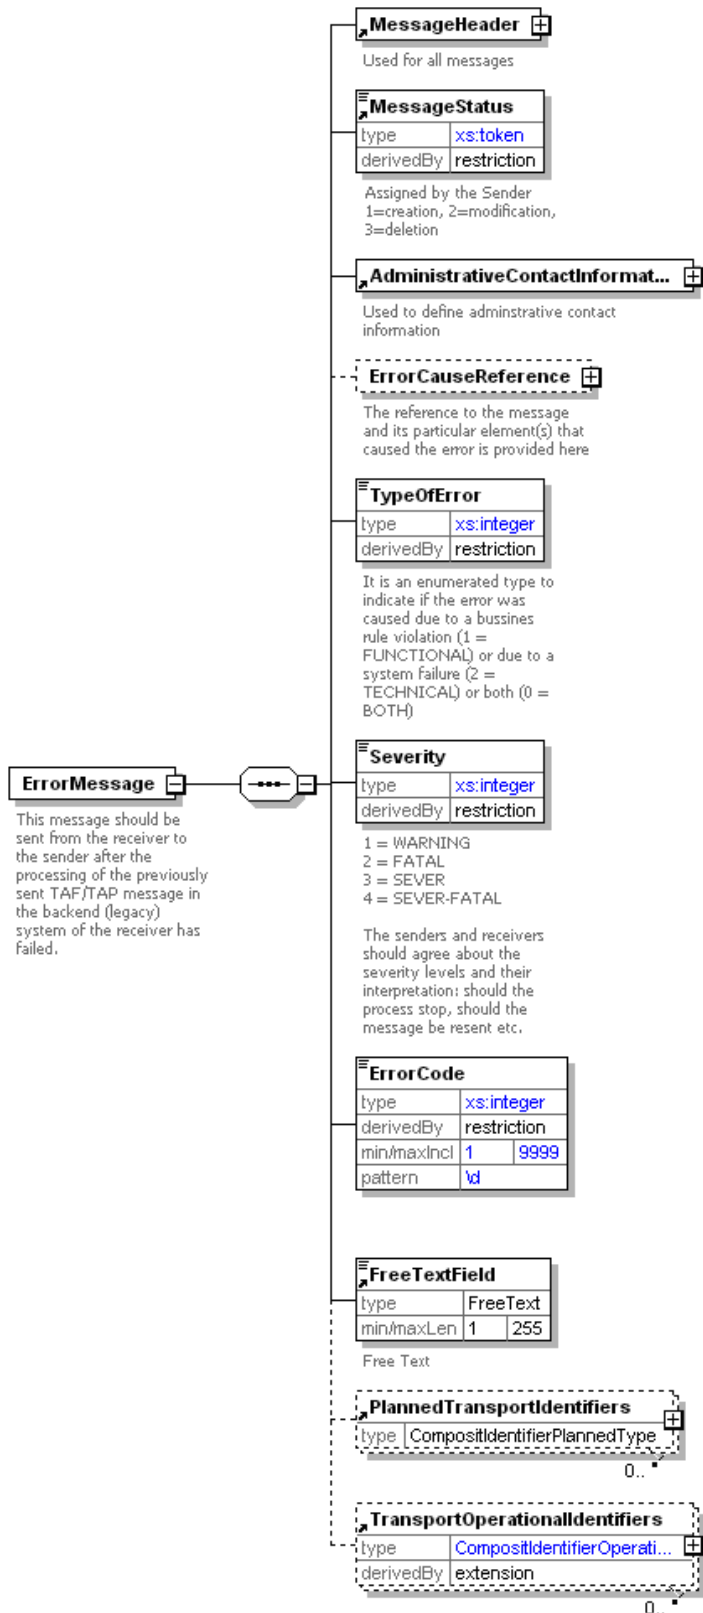 MessageHeader
Used for all messages
MessageStatus
type xs:token
derivedBy restriction
Assigned by the Sender
1=creation, 2=modification,
3=deletion
AdministrativeContactInformat...
Used to define adminstrative contact
information
ErrorCauseReference
The reference to the message
and its particular element(s) that
caused the error is provided here
TypeOfError
type xs:integer
derivedBy restriction
It is an enumerated type to
indicate if the error was
caused due to a bussines
rule violation (1 =
FUNCTIONAL) or due to a
system failure (2 =
TECHNICAL) or both (0 =
BOTH)
ErrorMessage
This message should be
sent from the receiver to
the sender after the
processing of the previously
sent TAF/TAP message in
the backend (legacy)
system of the receiver has
failed.
Severity
type xs:integer
derivedBy restriction
1 = WARNING
2 = FATAL
3 = SEVER
4 = SEVER-FATAL
The senders and receivers
should agree about the
severity levels and their
interpretation: should the
process stop, should the
message be resent etc.
ErrorCode
type xs:integer
derivedBy restriction
min/maxIncl 1 9999
pattern \d
FreeTextField
type FreeText
min/maxLen 1 255
Free Text
PlannedTransportIdentifiers
type CompositIdentifierPlannedType
0..
TransportOperationalIdentifiers
type CompositIdentifierOperati...
derivedBy extension
0..